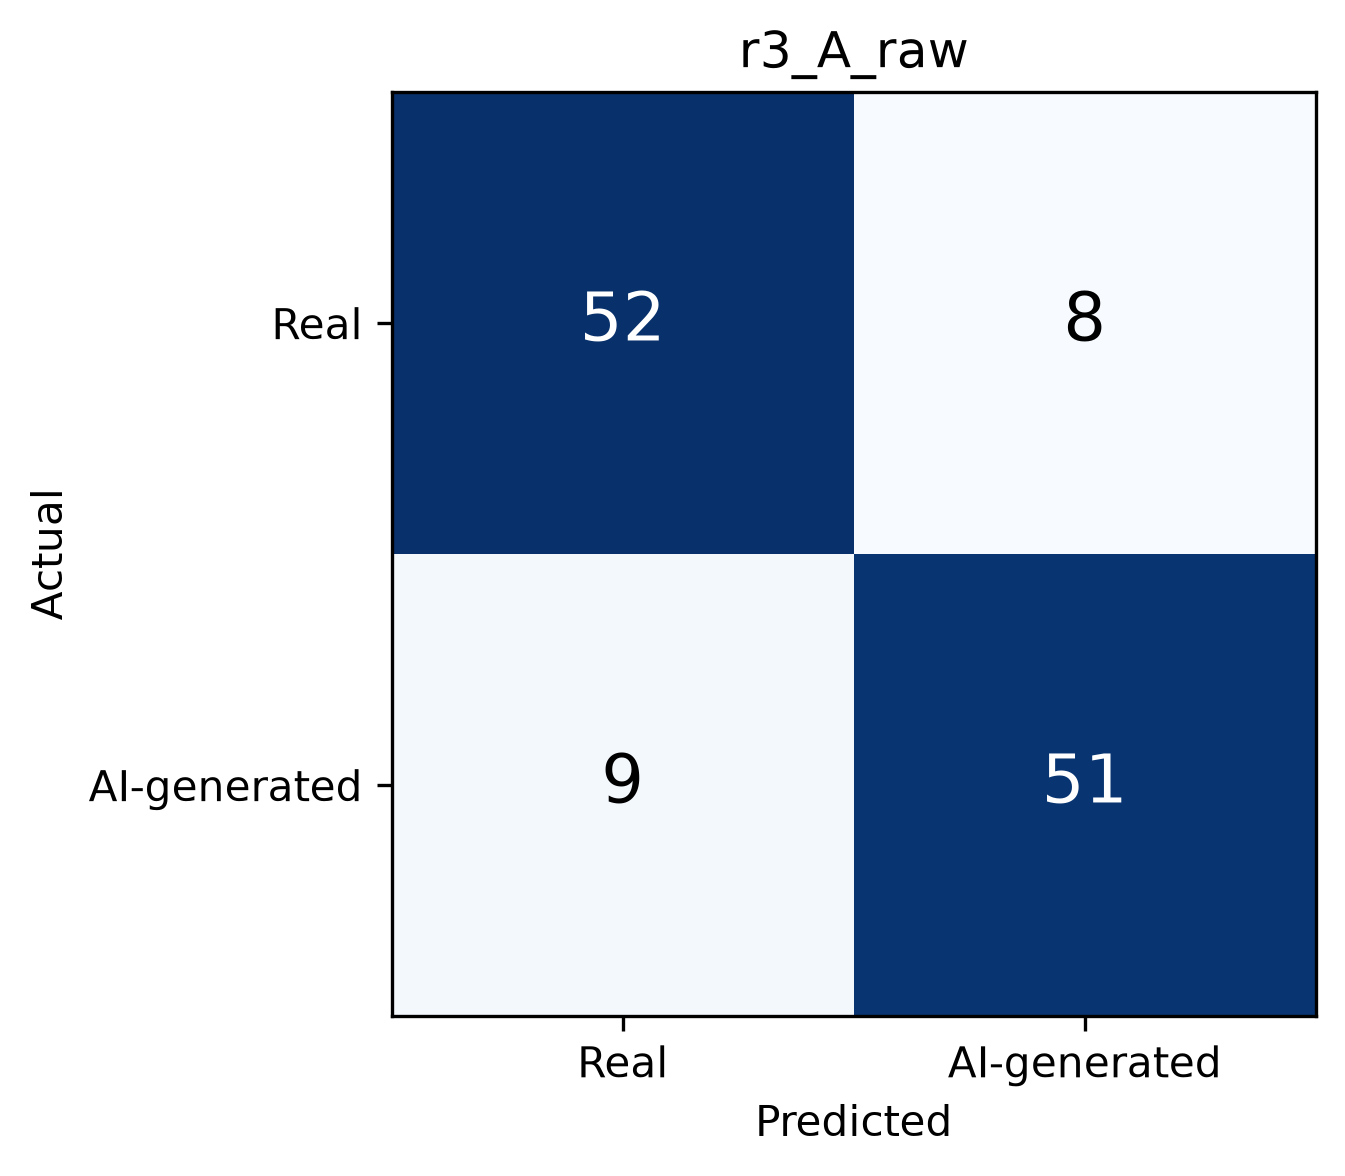 r3_A_raw
Real
52
8
Actual
AI-generated
9
51
Real
AI-generated
Predicted